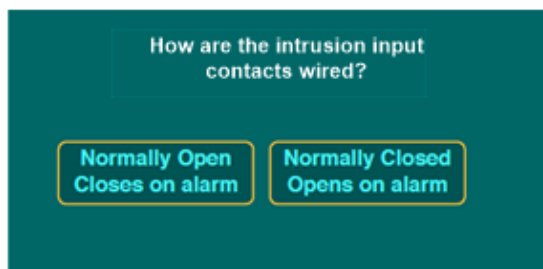 How are the intrusion input
contacts wired?
Normally Open
Closes on alarm
Normally Closed
Opens on alarm